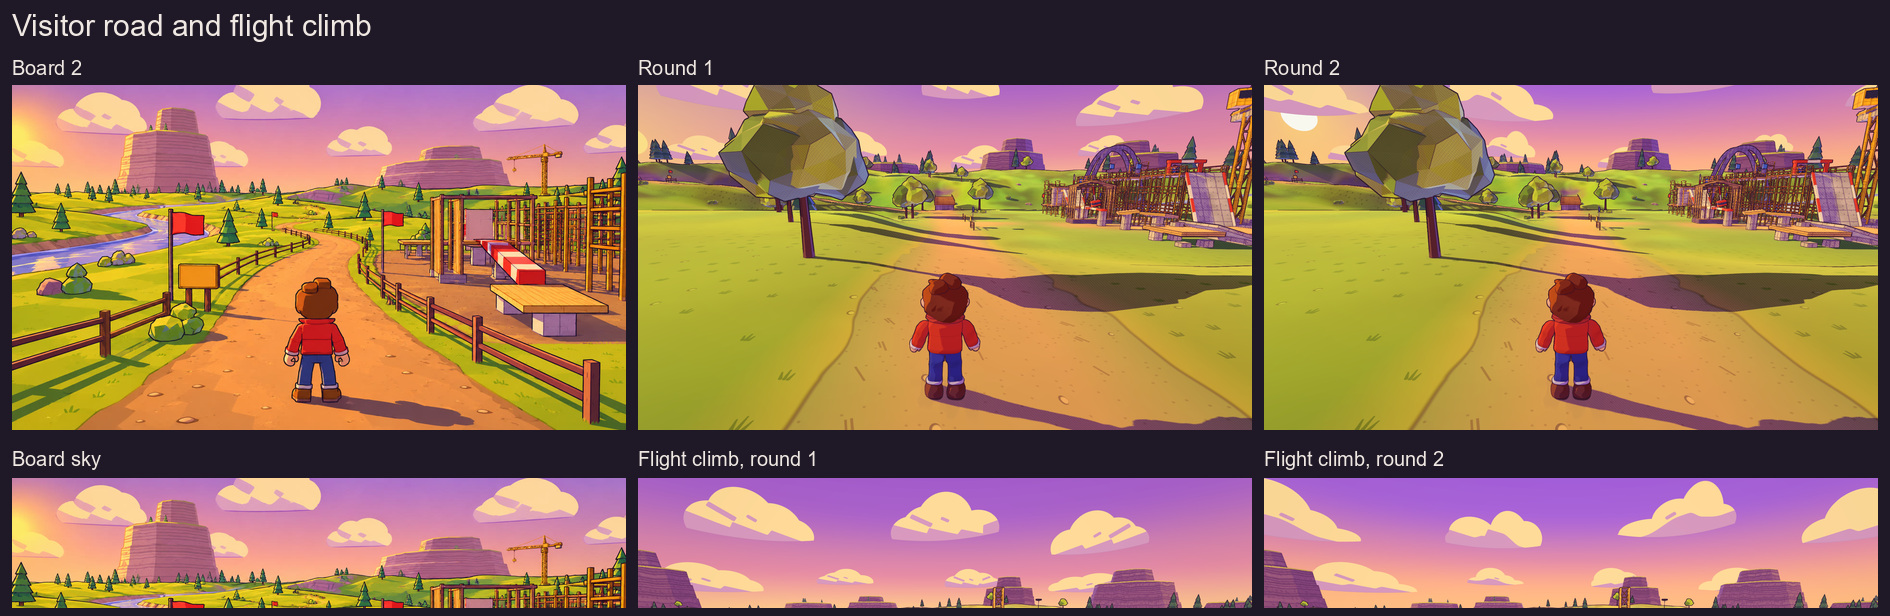 Visitor road and flight climb
Board 2
Round 1
Round 2
Board sky
Flight climb, round 1
Flight climb, round 2